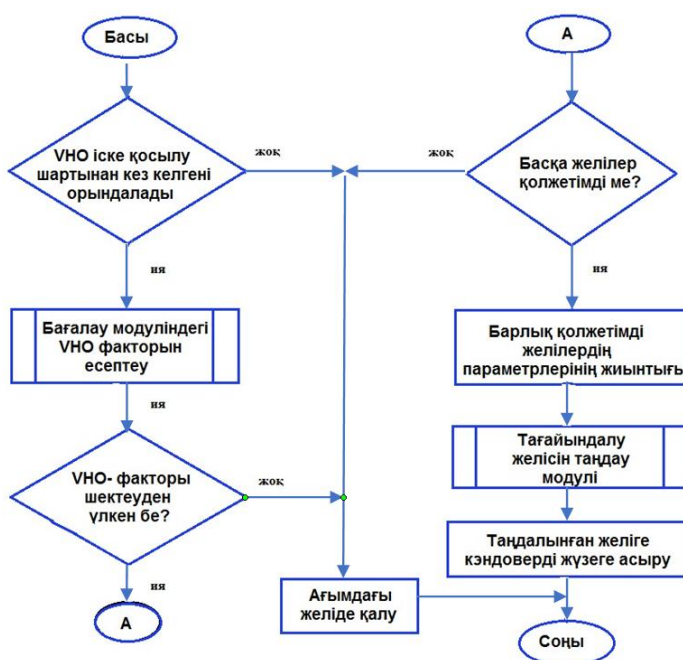 Басы
VHO іске қосылу
шартынан кез келгені
орындалады
жоқ
ия
Бағалау модуліндегі
VHO факторын
есептеу
ия
VHO- факторы
шектеуден
үлкен бе?
жоқ
ия
А
А
Басқа желілер
қолжетімді ме?
жоқ
ия
Барлық қолжетімді
желілердің
параметрлерінің жиынтығы
Тағайындалу
желісін таңдау
модулі
Таңдалынған желіге
кэндоверді жүзеге асыру
Ағымдағы
желіде қалу
Соңы